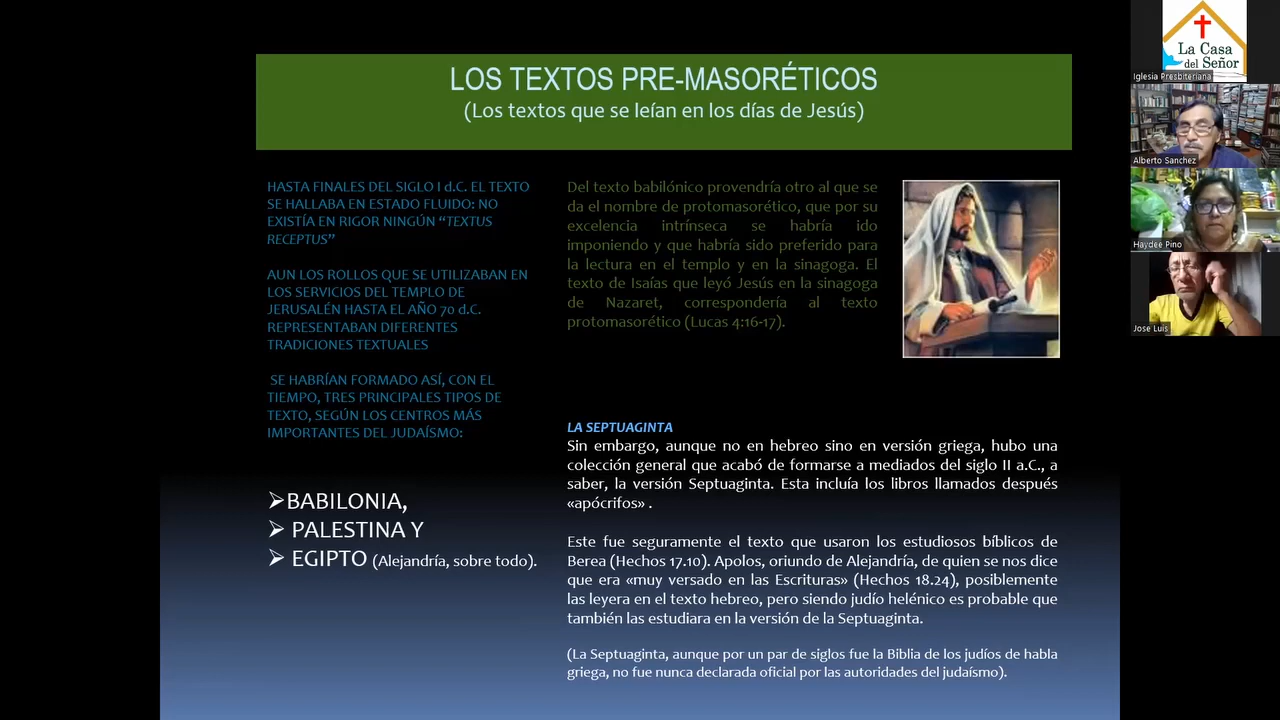 LOS TEXTOS PRE-MASORÉTICOS
(Los textos que se leían en los días de Jesús)
HASTA FINALES DEL SIGLO I d.C. EL TEXTO
SE HALLABA EN ESTADO FLUIDO: NO
EXISTÍA EN RIGOR NINGÚN “TEXTUS
RECEPTUS”
AUN LOS ROLLOS QUE SE UTILIZABAN EN
LOS SERVICIOS DEL TEMPLO DE
JERUSALÉN HASTA EL AÑO 70 d.C.
REPRESENTABAN DIFERENTES
TRADICIONES TEXTUALES
SE HABRÍAN FORMADO ASÍ, CON EL
TIEMPO, TRES PRINCIPALES TIPOS DE
TEXTO, SEGÚN LOS CENTROS MÁS
IMPORTANTES DEL JUDAÍSMO:
➢BABILONIA,
➢ PALESTINA Y
➢ EGIPTO (Alejandría, sobre todo).
Del texto babilónico provendría otro al que se
da el nombre de protomasorético, que por su
excelencia intrínseca se habría ido
imponiendo y que habría sido preferido para
la lectura en el templo y en la sinagoga. El
texto de Isaías que leyó Jesús en la sinagoga
de Nazaret, correspondería al texto
protomasorético (Lucas 4:16-17).
LA SEPTUAGINTA
Sin embargo, aunque no en hebreo sino en versión griega, hubo una
colección general que acabó de formarse a mediados del siglo II a.C., a
saber, la versión Septuaginta. Esta incluía los libros llamados después
«apócrifos» .
Este fue seguramente el texto que usaron los estudiosos bíblicos de
Berea (Hechos 17.10). Apolos, oriundo de Alejandría, de quien se nos dice
que era «muy versado en las Escrituras» (Hechos 18.24), posiblemente
las leyera en el texto hebreo, pero siendo judío helénico es probable que
también las estudiara en la versión de la Septuaginta.
(La Septuaginta, aunque por un par de siglos fue la Biblia de los judíos de habla
griega, no fue nunca declarada oficial por las autoridades del judaísmo).
La Casa
del Señor
Iglesia Presbiteriana
Alberto Sanchez
Haydee Pino
Jose Luis